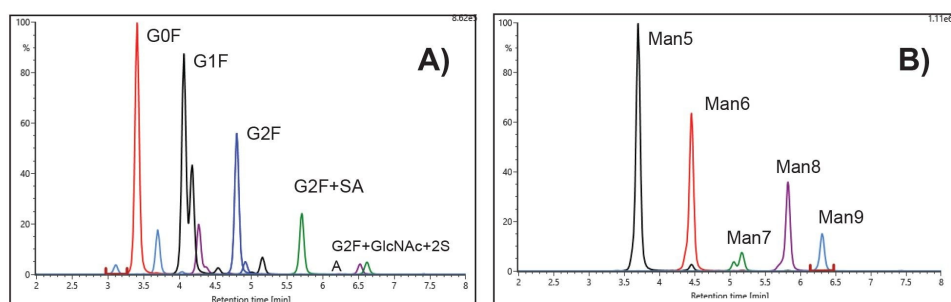 8.62e5
100
%
80
60
40
20
0
G0F
G1F
A)
G2F
G2F+SA
G2F+GlcNAc+2S
A
2 2.5 3 3.5 4 4.5 5 5.5 6 6.5 7 7.5 8
Retention time [min]
1.11e6
100
%
80
60
40
20
0
Man5
B)
Man6
Man8
Man7
Man9
2 2.5 3 3.5 4 4.5 5 5.5 6 6.5 7 7.5 8
Retention time [min]